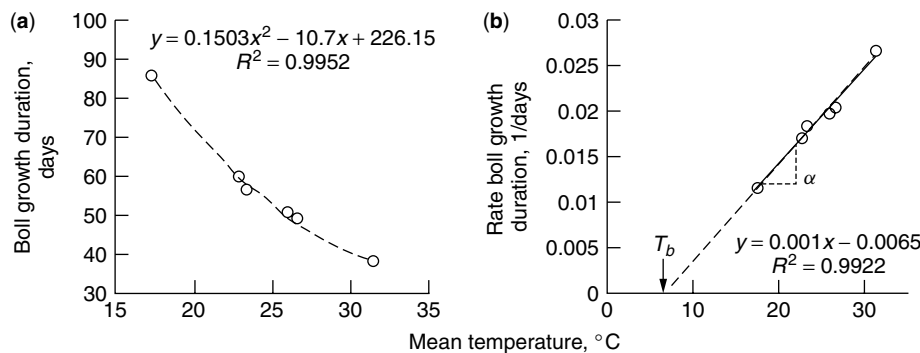 (a)
y = 0.1503x² – 10.7x + 226.15
R² = 0.9952
Boll growth duration,
days
100
90
80
70
60
50
40
30
15
20
25
30
35
(b)
Rate boll growth
duration, 1/days
0.03
0.025
0.02
0.015
0.01
0.005
0
α
T_b
y = 0.001x – 0.0065
R² = 0.9922
0
10
20
30
40
Mean temperature, °C